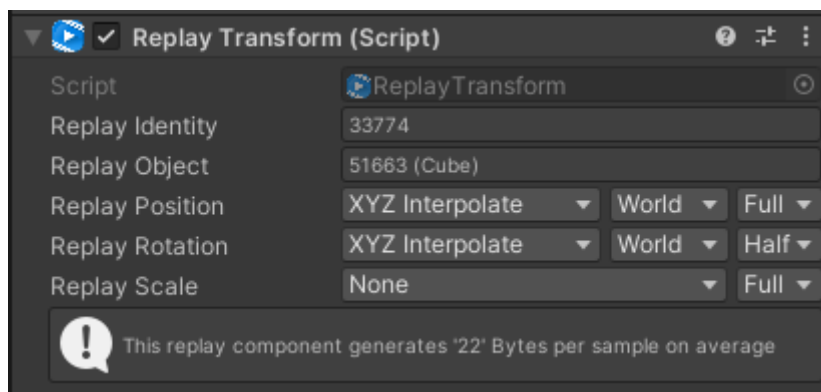 Replay Transform (Script)
Script ReplayTransform
Replay Identity 33774
Replay Object 51663 (Cube)
Replay Position XYZ Interpolate World Full
Replay Rotation XYZ Interpolate World Half
Replay Scale None Full
This replay component generates '22' Bytes per sample on average